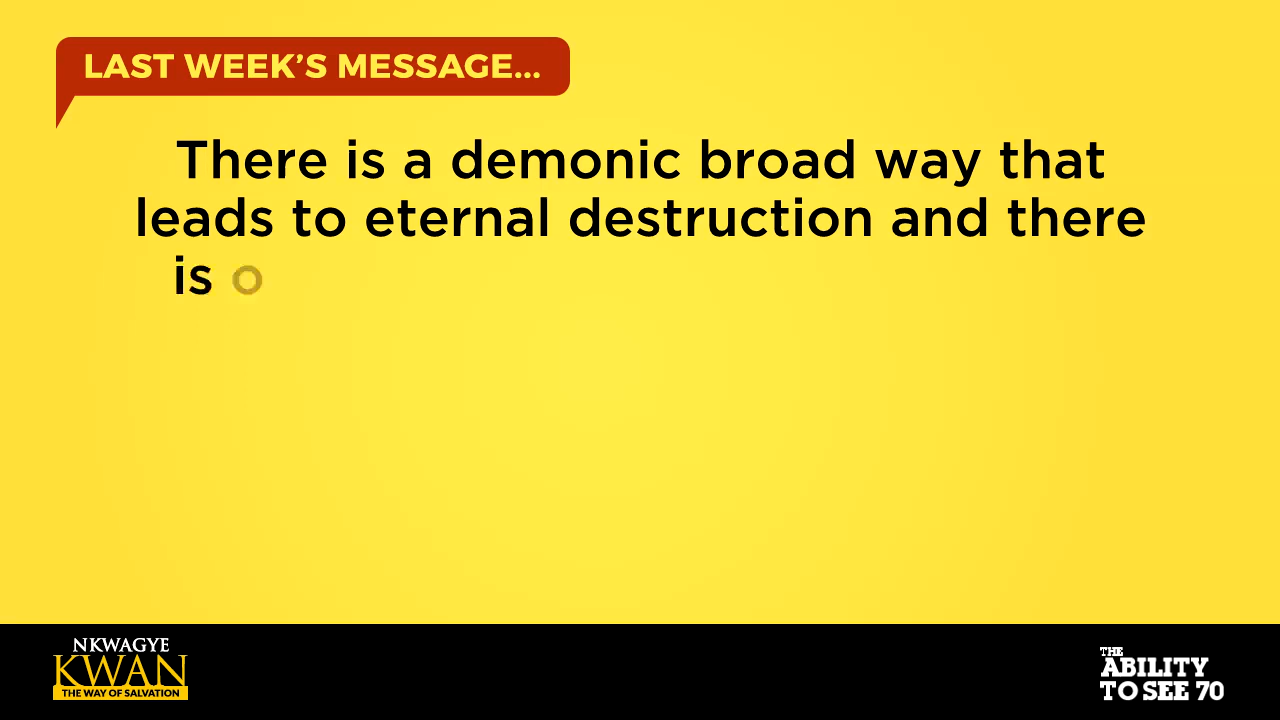 LAST WEEK'S MESSAGE...
There is a demonic broad way that
leads to eternal destruction and there
is o
NKWAGYE
KWAN
THE WAY OF SALVATION
THE
ABILITY
TO SEE 70